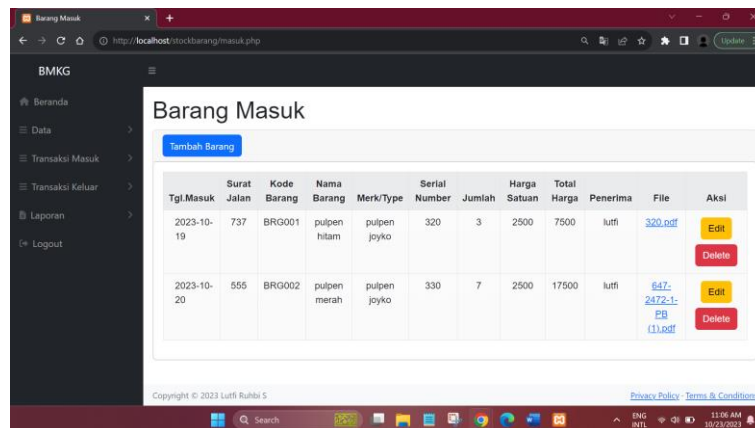 Barang Masuk
http://localhost/stockbarang/masuk.php
Update
BMKG
Beranda
Data
Transaksi Masuk
Transaksi Keluar
Laporan
Logout
Barang Masuk
Tambah Barang
Tgl.Masuk Surat Jalan Kode Barang Nama Barang Merk/Type Serial Number Jumlah Harga Satuan Total Harga Penerima File Aksi
2023-10-19 737 BRG001 pulpen hitam pulpen joyko 320 3 2500 7500 lutfi 320.pdf Edit
Delete
2023-10-20 555 BRG002 pulpen merah pulpen joyko 330 7 2500 17500 lutfi 647-2472-1-PB (1).pdf Edit
Delete
Copyright © 2023 Lutfi Ruhbi S Privacy Policy · Terms & Conditions
Search
ENG INTL
11:06 AM
10/23/2023